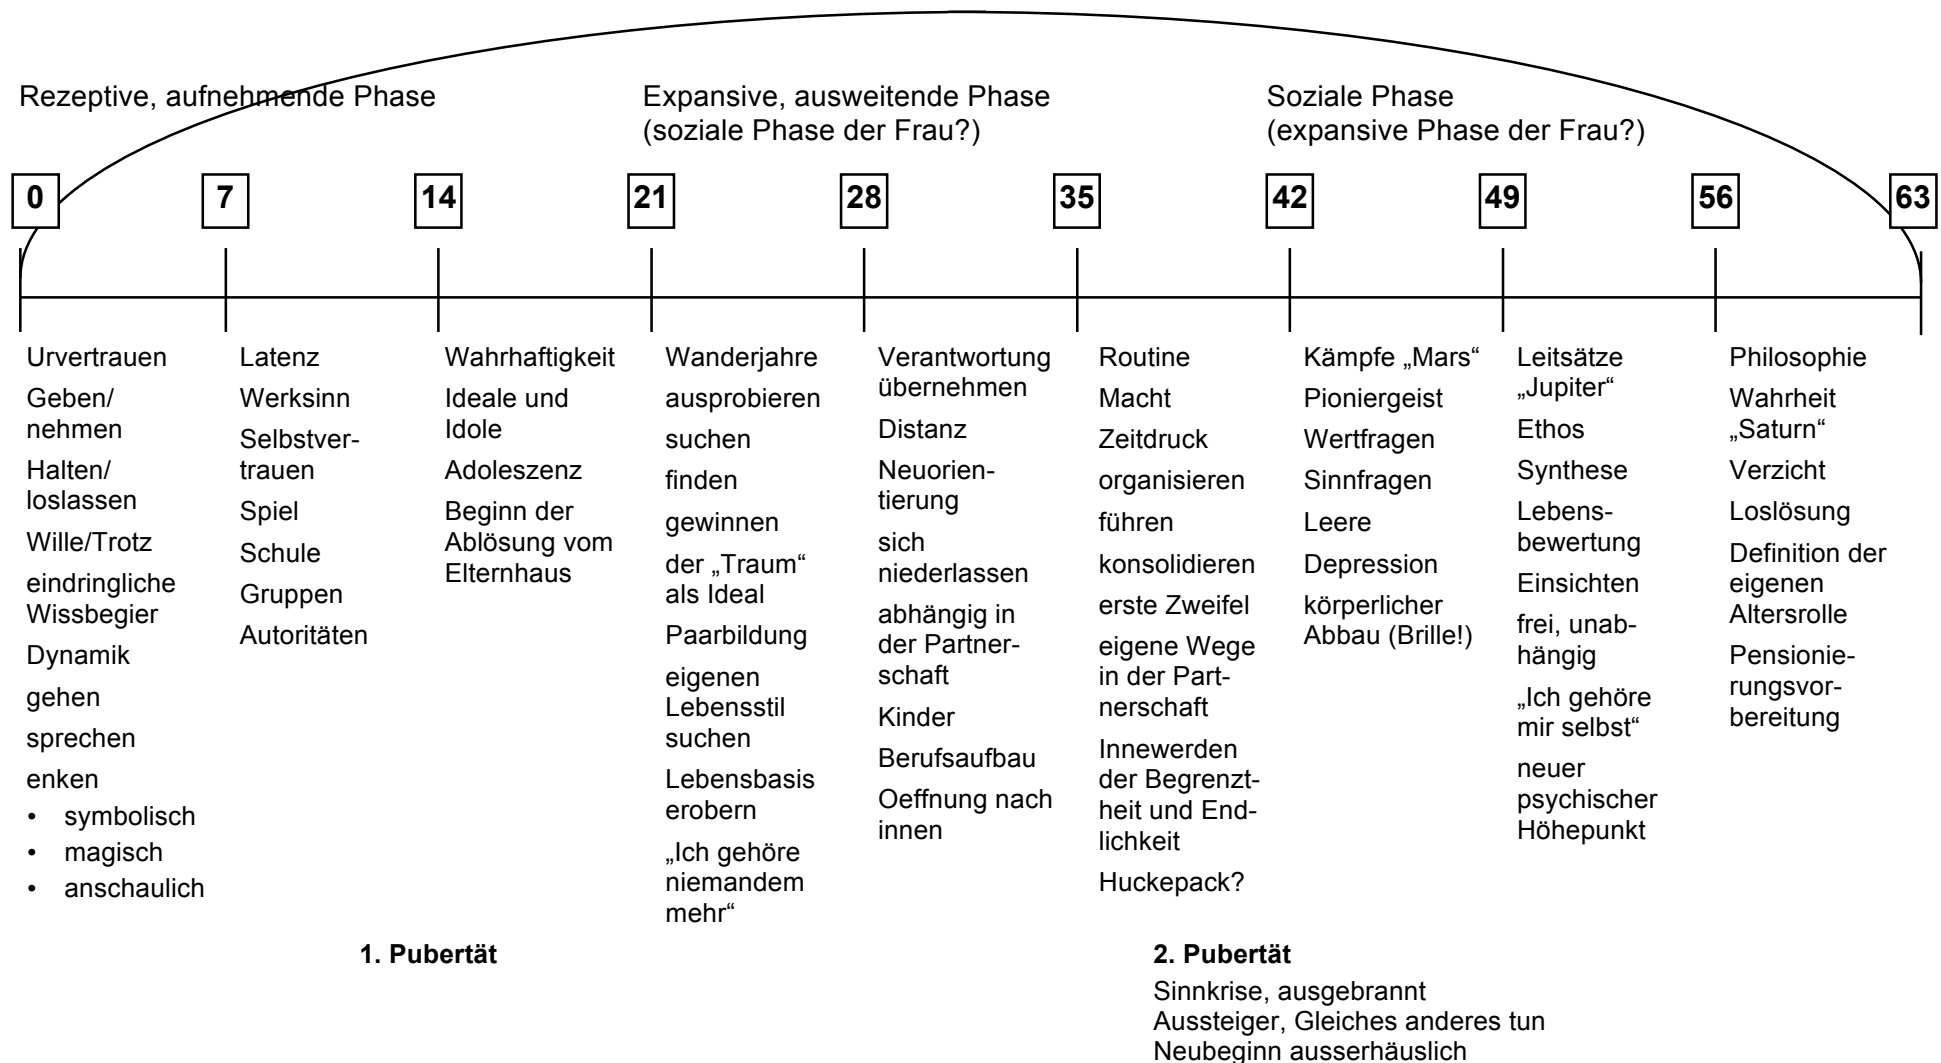 Rezeptive, aufnehmende Phase
Expansive, ausweitende Phase
(soziale Phase der Frau?)
Soziale Phase
(expansive Phase der Frau?)
0
7
14
21
28
35
42
49
56
63
Urvertrauen
Geben/
nehmen
Halten/
loslassen
Wille/Trotz
eindringliche
Wissbegier
Dynamik
gehen
sprechen
enken
• symbolisch
• magisch
• anschaulich
Latenz
Werksinn
Selbstver-
trauen
Spiel
Schule
Gruppen
Autoritäten
Wahrhaftigkeit
Ideale und
Idole
Adoleszenz
Beginn der
Ablösung vom
Elternhaus
Wanderjahre
ausprobieren
suchen
finden
gewinnen
der „Traum“
als Ideal
Paarbildung
eigenen
Lebensstil
suchen
Lebensbasis
erobern
„Ich gehöre
niemandem
mehr“
Verantwortung
übernehmen
Distanz
Neuorien-
tierung
sich
niederlassen
abhängig in
der Partner-
schaft
Kinder
Berufsaufbau
Oeffnung nach
innen
Routine
Macht
Zeitdruck
organisieren
führen
konsolidieren
erste Zweifel
eigene Wege
in der Part-
nerschaft
Innewerden
der Begrenzt-
heit und End-
lichkeit
Huckepack?
Kämpfe „Mars“
Pioniergeist
Wertfragen
Sinnfragen
Leere
Depression
körperlicher
Abbau (Brille!)
Leitsätze
„Jupiter“
Ethos
Synthese
Lebens-
bewertung
Einsichten
frei, unab-
hängig
„Ich gehöre
mir selbst“
neuer
psychischer
Höhepunkt
Philosophie
Wahrheit
„Saturn“
Verzicht
Loslösung
Definition der
eigenen
Altersrolle
Pensionie-
rungsvor-
bereitung
1. Pubertät
2. Pubertät
Sinnkrise, ausgebrannt
Aussteiger, Gleiches anderes tun
Neubeginn ausserhäuslich